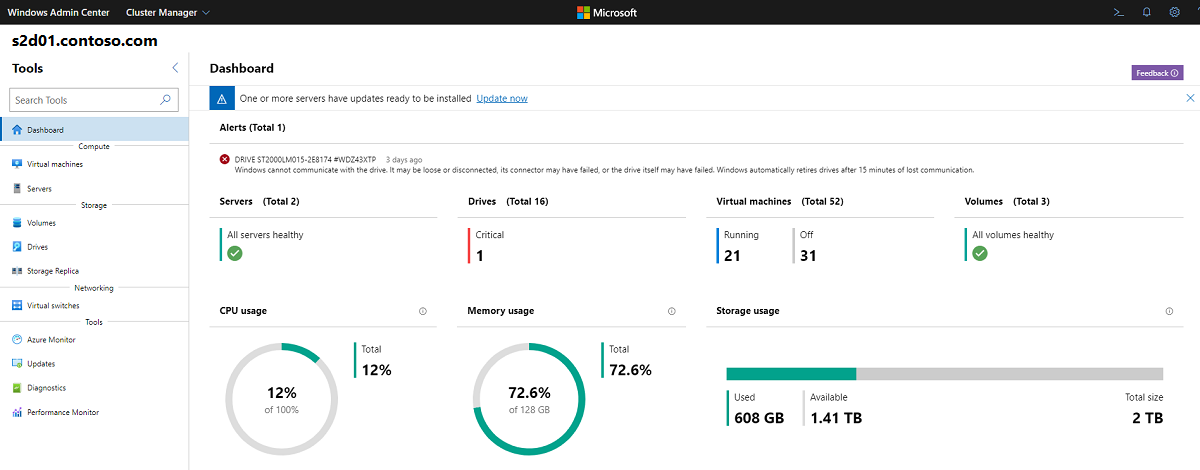 Windows Admin Center Cluster Manager Microsoft
s2d01.contoso.com
Tools
Search Tools
Dashboard
Compute
Virtual machines
Servers
Storage
Volumes
Drives
Storage Replica
Networking
Virtual switches
Tools
Azure Monitor
Updates
Diagnostics
Performance Monitor
Dashboard
Feedback
One or more servers have updates ready to be installed Update now
Alerts (Total 1)
DRIVE ST2000LM015-2E8174 #WDZ43XTP 3 days ago
Windows cannot communicate with the drive. It may be loose or disconnected, its connector may have failed, or the drive itself may have failed. Windows automatically retires drives after 15 minutes of lost communication.
Servers (Total 2)
All servers healthy
Drives (Total 16)
Critical
1
Virtual machines (Total 52)
Running Off
21 31
Volumes (Total 3)
All volumes healthy
CPU usage
12%
of 100%
Total
12%
Memory usage
72.6%
of 128 GB
Total
72.6%
Storage usage
Used Available Total size
608 GB 1.41 TB 2 TB